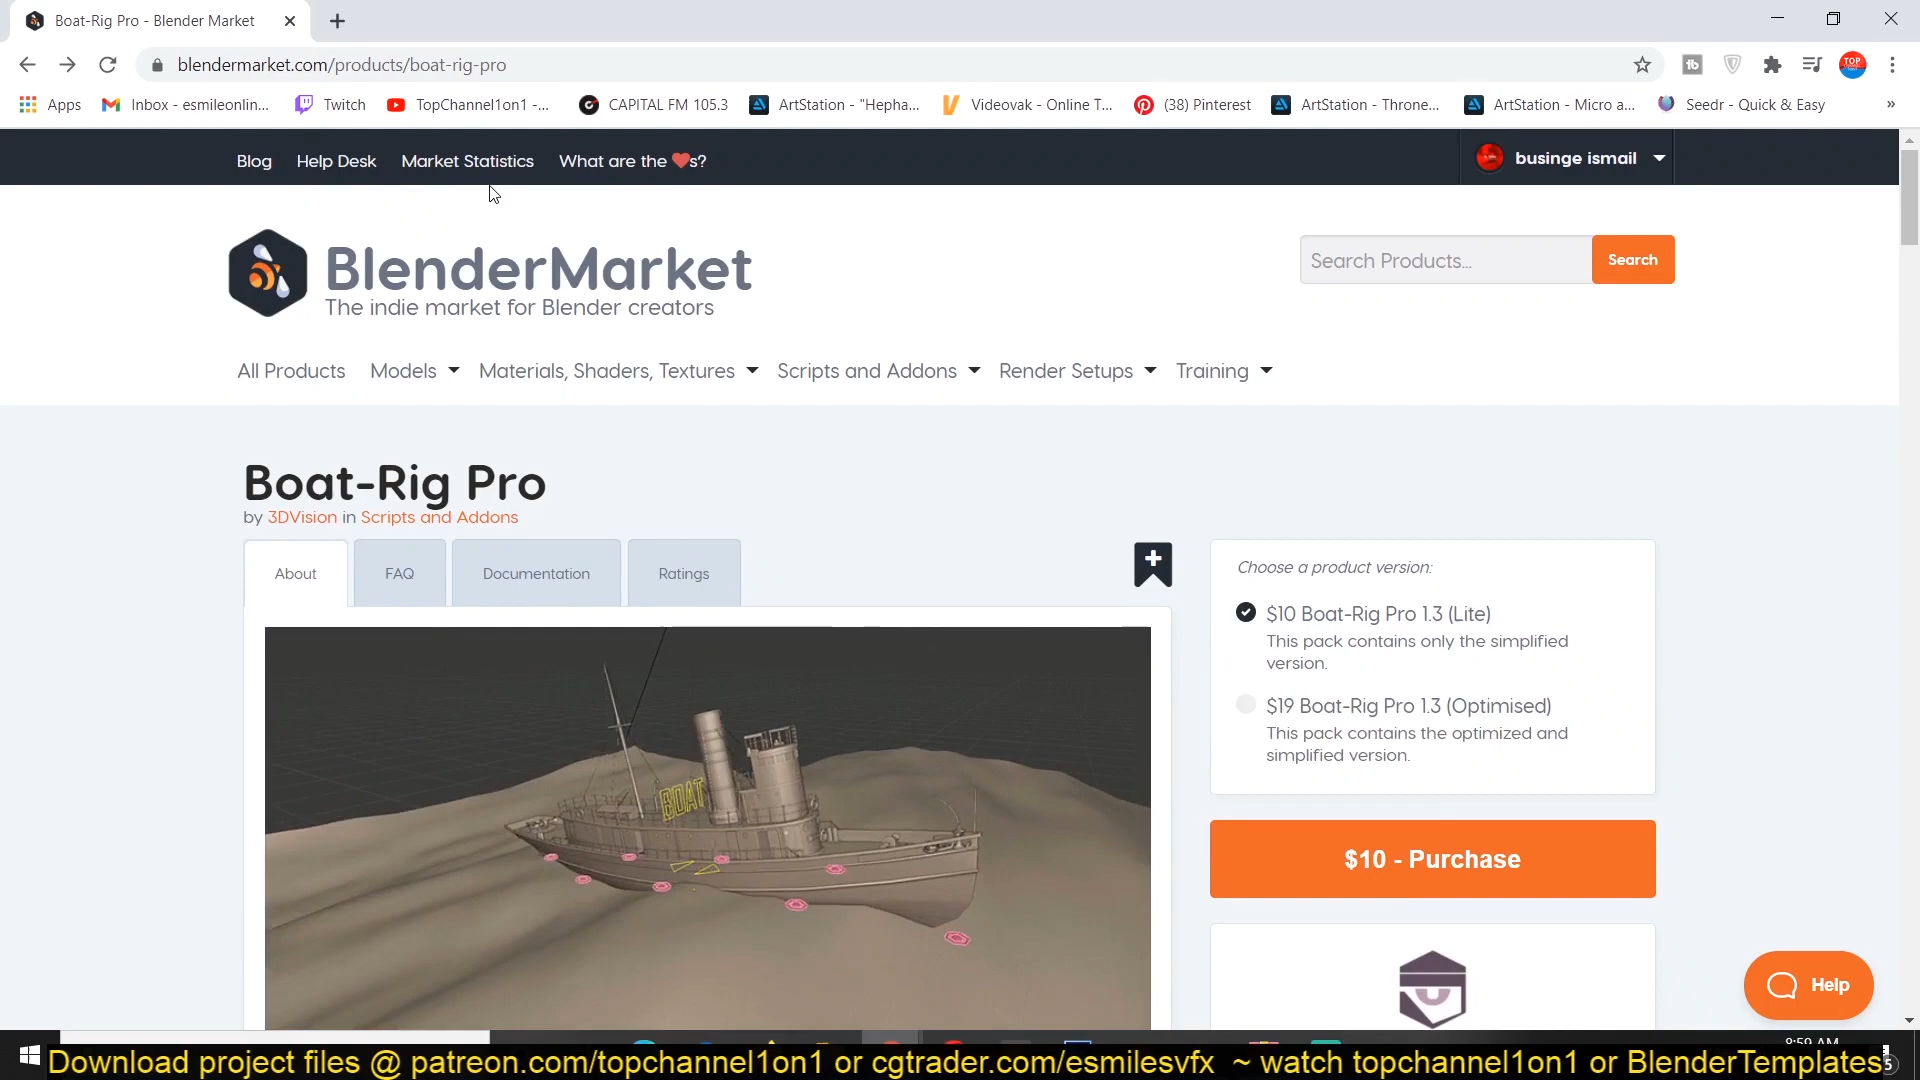 Boat-Rig Pro - Blender Market
blendermarket.com/products/boat-rig-pro
TOP
Apps
Inbox - esmileonlin...
Twitch
TopChannel1on1 -...
CAPITAL FM 105.3
ArtStation - "Hepha...
Videovak - Online T...
(38) Pinterest
ArtStation - Throne...
ArtStation - Micro a...
Seedr - Quick & Easy
»
Blog
Help Desk
Market Statistics
What are the ❤s?
businge ismail
BlenderMarket
The indie market for Blender creators
Search Products...
Search
All Products
Models
Materials, Shaders, Textures
Scripts and Addons
Render Setups
Training
Boat-Rig Pro
by 3DVision in Scripts and Addons
About
FAQ
Documentation
Ratings
Choose a product version:
$10 Boat-Rig Pro 1.3 (Lite)
This pack contains only the simplified
version.
$19 Boat-Rig Pro 1.3 (Optimised)
This pack contains the optimized and
simplified version.
BOAT
$10 - Purchase
Help
8:59 AM
Download project files @ patreon.com/topchannel1on1 or cgtrader.com/esmilesvfx ~ watch topchannel1on1 or BlenderTemplates